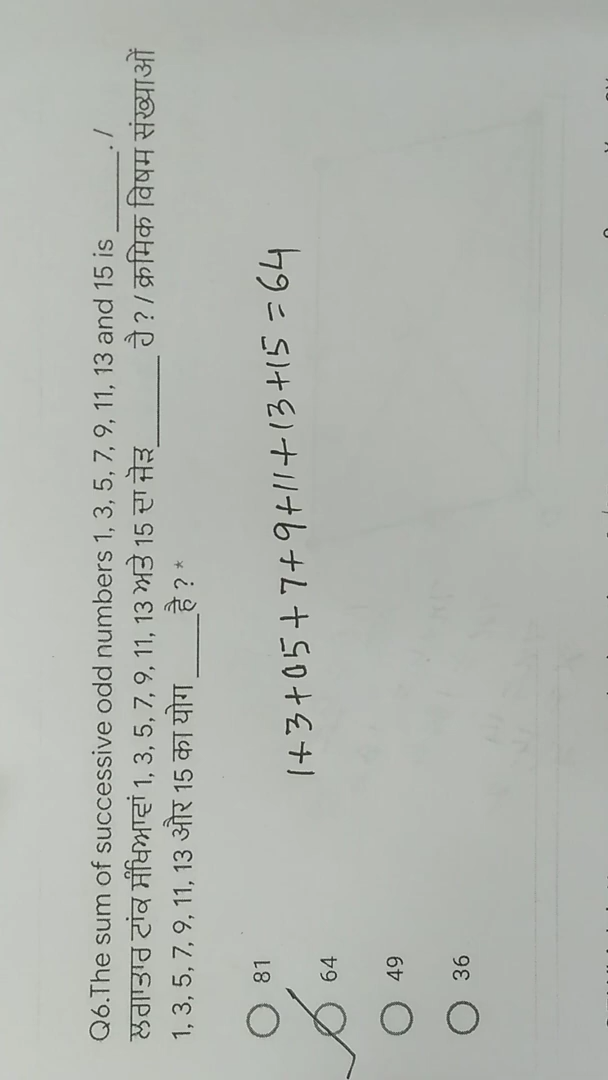 Q6.The sum of successive odd numbers 1, 3, 5, 7, 9, 11, 13 and 15 is ______. /
ਲਗਾਤਾਰ ਟਾਂਕ ਸੰਖਿਆਵਾਂ 1, 3, 5, 7, 9, 11, 13 ਅਤੇ 15 ਦਾ ਜੋੜ ______ ਹੈ ? / क्रमिक विषम संख्याओं
1, 3, 5, 7, 9, 11, 13 और 15 का योग ____ है ? *
1+3+05+7+9+11+13+15 = 64
81
64
49
36